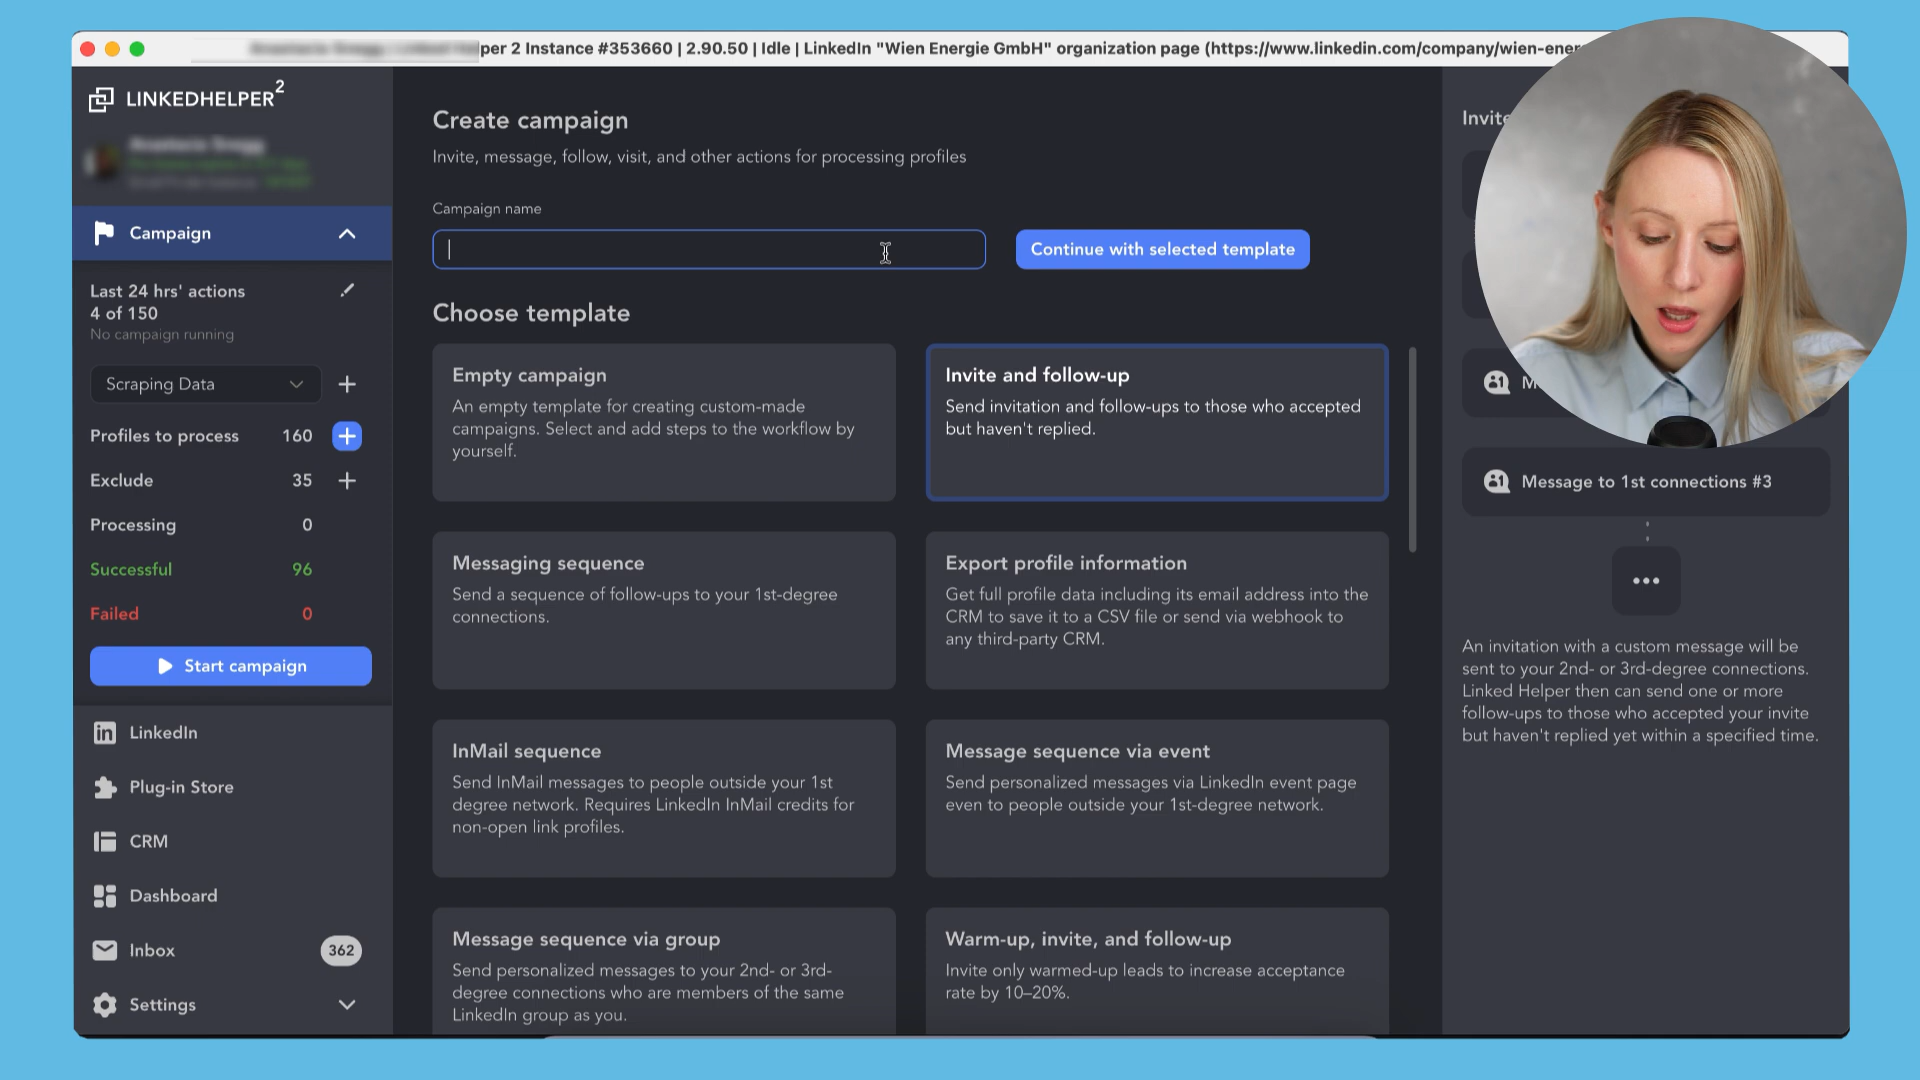 per 2 Instance #353660 | 2.90.50 | Idle | LinkedIn "Wien Energie GmbH" organization page (https://www.linkedin.com/company/wien-ener
LINKEDHELPER2
Campaign
Last 24 hrs' actions
4 of 150
No campaign running
Scraping Data
Profiles to process 160
Exclude 35
Processing 0
Successful 96
Failed 0
Start campaign
LinkedIn
Plug-in Store
CRM
Dashboard
Inbox 362
Settings
Create campaign
Invite, message, follow, visit, and other actions for processing profiles
Campaign name
Continue with selected template
Choose template
Empty campaign
An empty template for creating custom-made
campaigns. Select and add steps to the workflow by
yourself.
Invite and follow-up
Send invitation and follow-ups to those who accepted
but haven't replied.
Messaging sequence
Send a sequence of follow-ups to your 1st-degree
connections.
Export profile information
Get full profile data including its email address into the
CRM to save it to a CSV file or send via webhook to
any third-party CRM.
InMail sequence
Send InMail messages to people outside your 1st
degree network. Requires LinkedIn InMail credits for
non-open link profiles.
Message sequence via event
Send personalized messages via LinkedIn event page
even to people outside your 1st-degree network.
Message sequence via group
Send personalized messages to your 2nd- or 3rd-
degree connections who are members of the same
LinkedIn group as you.
Warm-up, invite, and follow-up
Invite only warmed-up leads to increase acceptance
rate by 10–20%.
Invite
M
Message to 1st connections #3
An invitation with a custom message will be
sent to your 2nd- or 3rd-degree connections.
Linked Helper then can send one or more
follow-ups to those who accepted your invite
but haven't replied yet within a specified time.